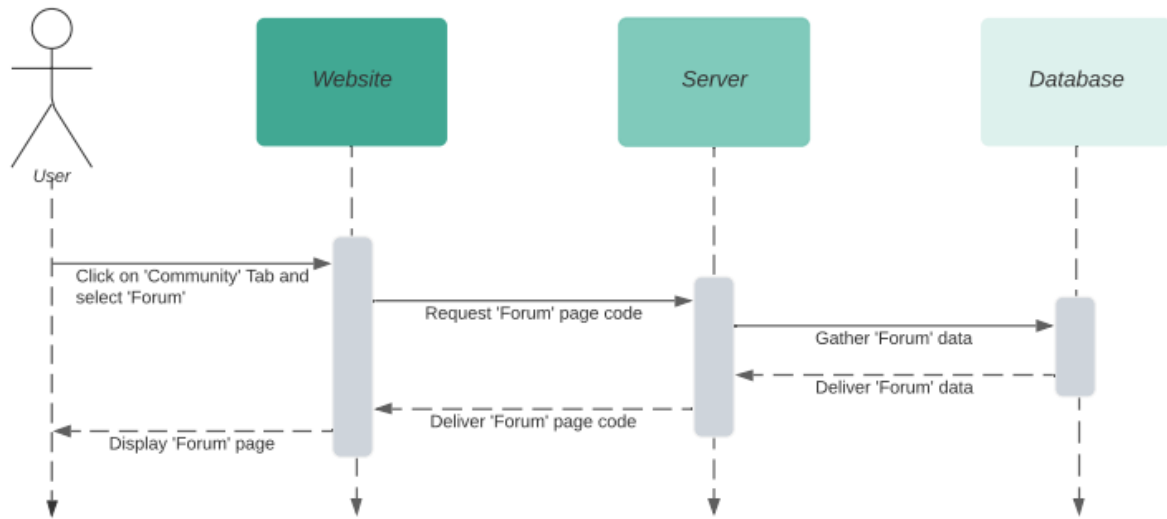 Website
Server
Database
User
Click on 'Community' Tab and
select 'Forum'
Request 'Forum' page code
Gather 'Forum' data
Deliver 'Forum' data
Deliver 'Forum' page code
Display 'Forum' page